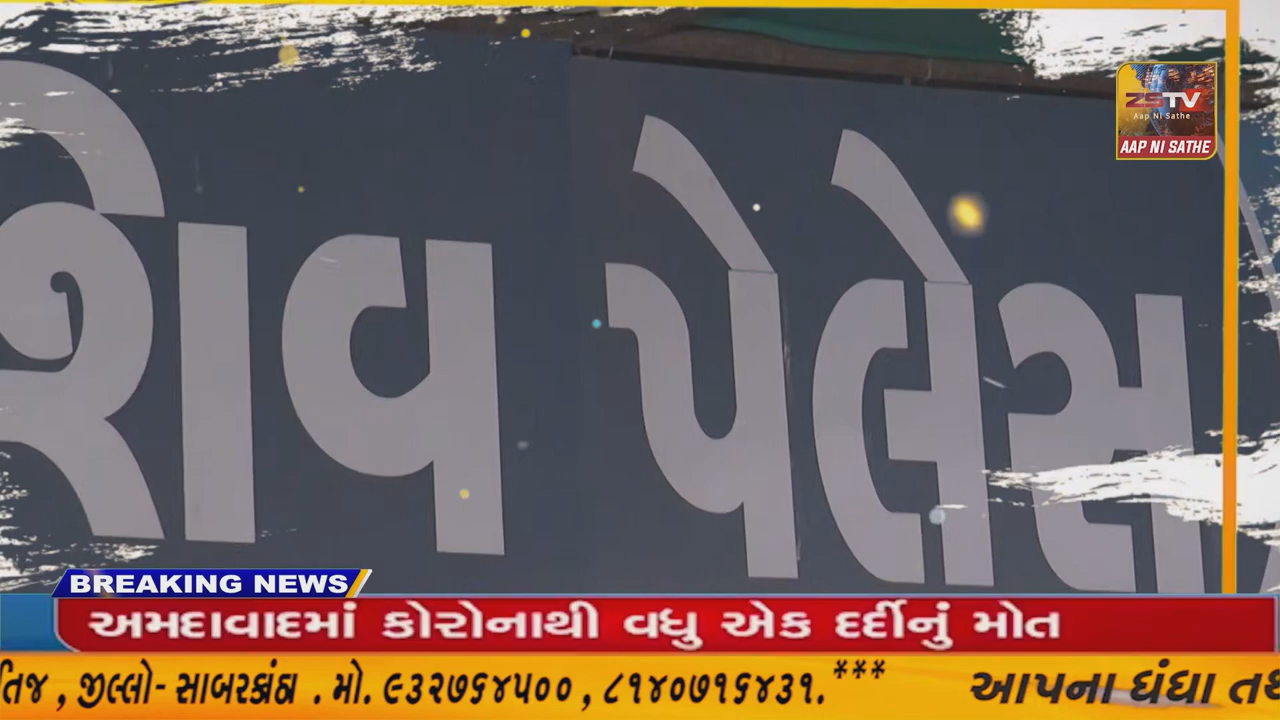 શિવ પેલેસ
ZSTV
Aap Ni Sathe
AAP NI SATHE
BREAKING NEWS
અમદાવાદમાં કોરોનાથી વધુ એક દર્દીનું મોત
તિજ , જીલ્લો- સાબરકાંઠા . મો. ૯૩૨૭૬૪૫૦૦ , ૮૧૪૦૭૧૬૪૩૧.*** આપના ધંધા